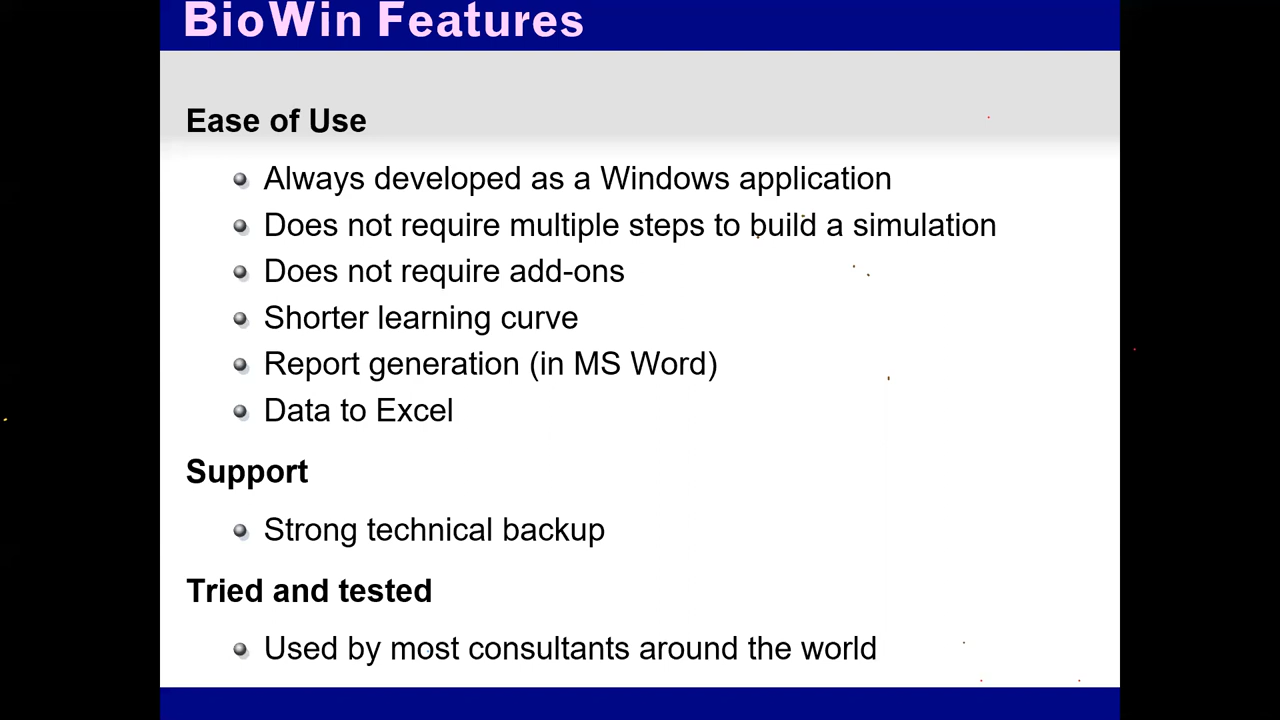 BioWin Features
Ease of Use
Always developed as a Windows application
Does not require multiple steps to build a simulation
Does not require add-ons
Shorter learning curve
Report generation (in MS Word)
Data to Excel
Support
Strong technical backup
Tried and tested
Used by most consultants around the world